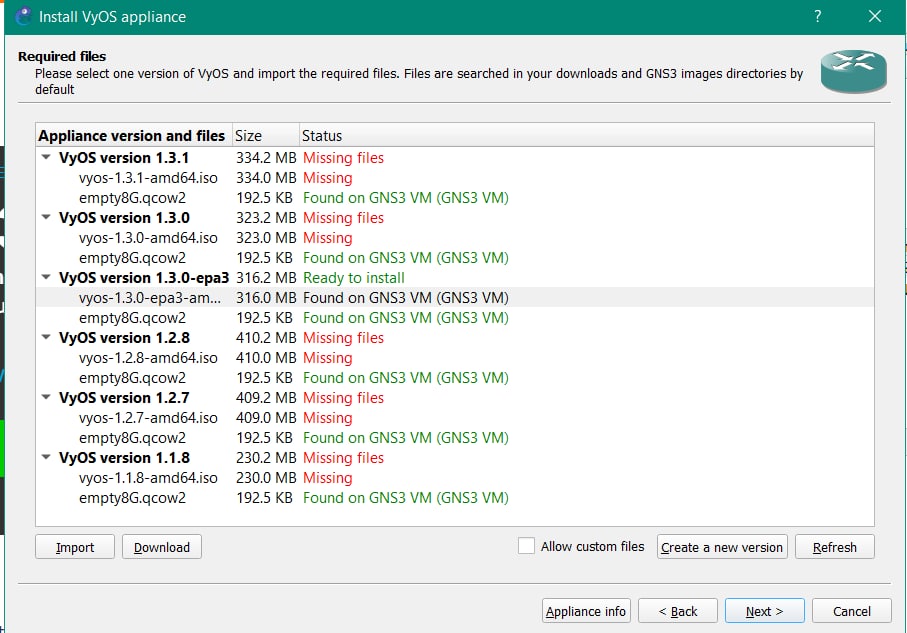 Install VyOS appliance ?
Required files
Please select one version of VyOS and import the required files. Files are searched in your downloads and GNS3 images directories by
default
Appliance version and files Size Status
VyOS version 1.3.1 334.2 MB Missing files
vyos-1.3.1-amd64.iso 334.0 MB Missing
empty8G.qcow2 192.5 KB Found on GNS3 VM (GNS3 VM)
VyOS version 1.3.0 323.2 MB Missing files
vyos-1.3.0-amd64.iso 323.0 MB Missing
empty8G.qcow2 192.5 KB Found on GNS3 VM (GNS3 VM)
VyOS version 1.3.0-epa3 316.2 MB Ready to install
vyos-1.3.0-epa3-am... 316.0 MB Found on GNS3 VM (GNS3 VM)
empty8G.qcow2 192.5 KB Found on GNS3 VM (GNS3 VM)
VyOS version 1.2.8 410.2 MB Missing files
vyos-1.2.8-amd64.iso 410.0 MB Missing
empty8G.qcow2 192.5 KB Found on GNS3 VM (GNS3 VM)
VyOS version 1.2.7 409.2 MB Missing files
vyos-1.2.7-amd64.iso 409.0 MB Missing
empty8G.qcow2 192.5 KB Found on GNS3 VM (GNS3 VM)
VyOS version 1.1.8 230.2 MB Missing files
vyos-1.1.8-amd64.iso 230.0 MB Missing
empty8G.qcow2 192.5 KB Found on GNS3 VM (GNS3 VM)
Import Download Allow custom files Create a new version Refresh
Appliance info < Back Next > Cancel